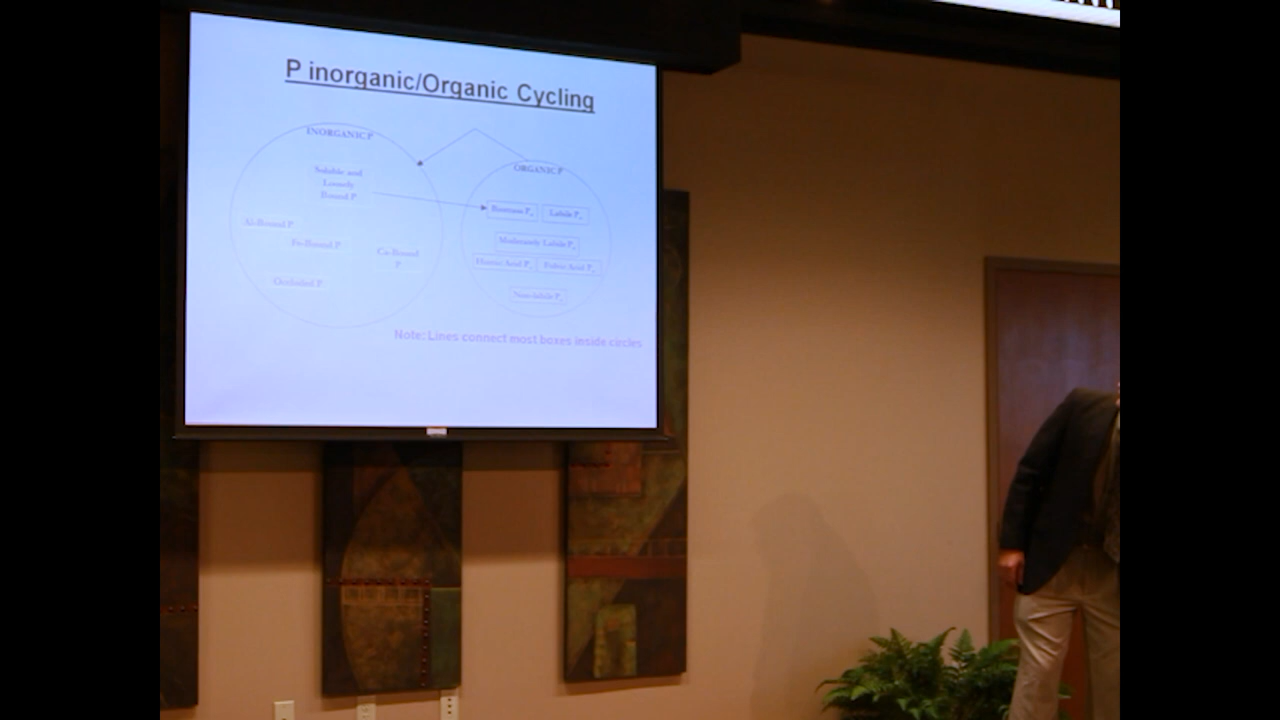 P inorganic/Organic Cycling
INORGANIC P
Soluble and
Loosely
Bound P
Al-Bound P
Fe-Bound P
Ca-Bound
P
Occluded P
ORGANIC P
Biomass Pₒ
Labile Pₒ
Moderately Labile Pₒ
Humic Acid Pₒ
Fulvic Acid Pₒ
Nonlabile Pₒ
Note: Lines connect most boxes inside circles